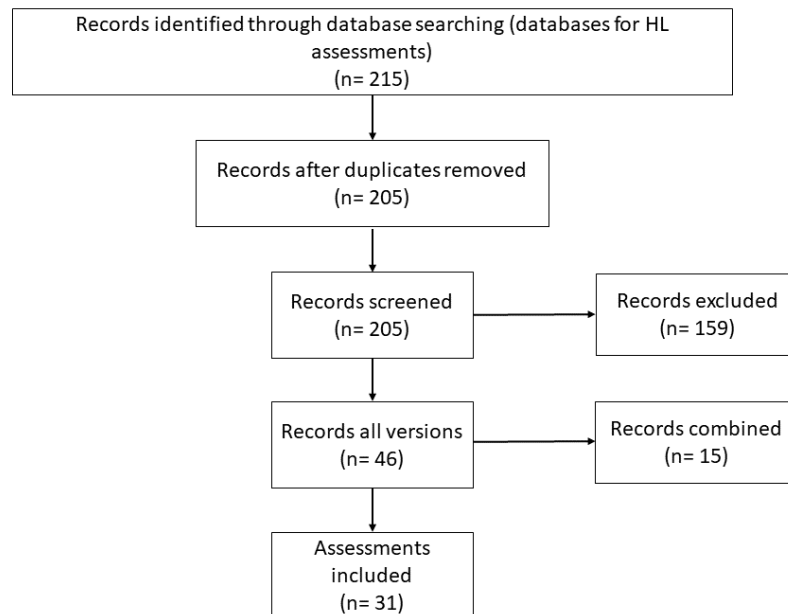 Records identified through database searching (databases for HL
assessments)
(n= 215)
Records after duplicates removed
(n= 205)
Records screened
(n= 205)
Records excluded
(n= 159)
Records all versions
(n= 46)
Records combined
(n= 15)
Assessments
included
(n= 31)